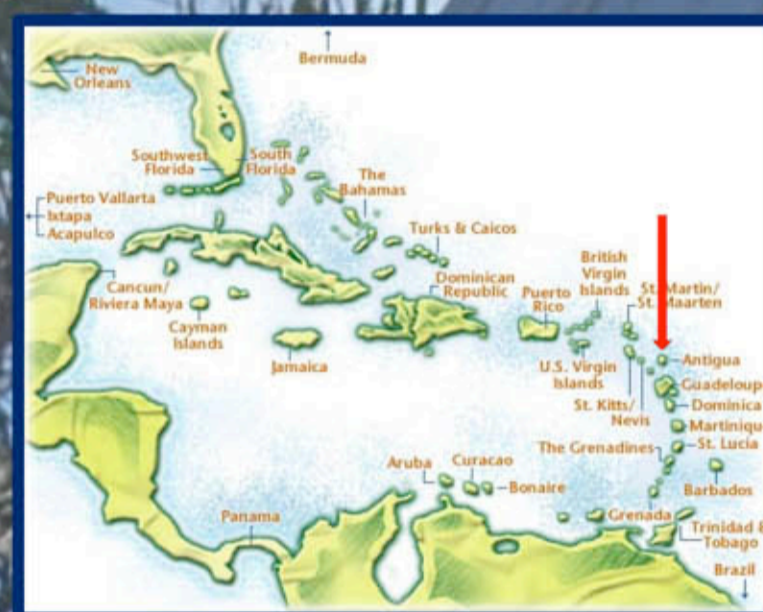 Bermuda
New
Orleans
Southwest
Florida
South
Florida
The
Bahamas
Puerto Vallarta
Ixtapa
Acapulco
Turks & Caicos
British
Virgin
Islands
St. Martin/
St. Maarten
Cancun/
Riviera Maya
Dominican
Republic
Puerto
Rico
Cayman
Islands
Jamaica
U.S. Virgin
Islands
Antigua
St. Kitts/
Nevis
Guadeloup
Dominica
Martiniqu
St. Lucia
The Grenadines
Aruba
Curacao
Bonaire
Barbados
Grenada
Panama
Trinidad &
Tobago
Brazil